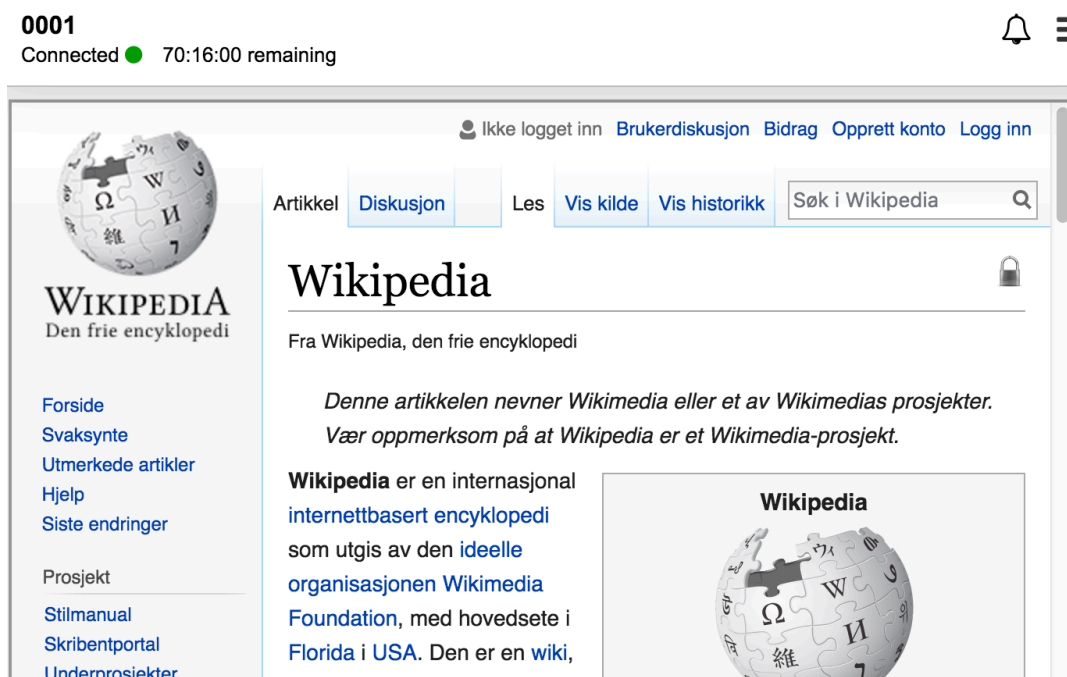 0001
Connected 70:16:00 remaining
Ikke logget inn Brukerdiskusjon Bidrag Opprett konto Logg inn
Artikkel Diskusjon Les Vis kilde Vis historikk Søk i Wikipedia
WIKIPEDIA
Den frie encyklopedi
Wikipedia
Fra Wikipedia, den frie encyklopedi
Denne artikkelen nevner Wikimedia eller et av Wikimedias prosjekter.
Vær oppmerksom på at Wikipedia er et Wikimedia-prosjekt.
Forside
Svaksynte
Utmerkede artikler
Hjelp
Siste endringer
Prosjekt
Stilmanual
Skribentportal
Underprosjekter
Wikipedia er en internasjonal
internettbasert encyklopedi
som utgis av den ideelle
organisasjonen Wikimedia
Foundation, med hovedsete i
Florida i USA. Den er en wiki,
Wikipedia